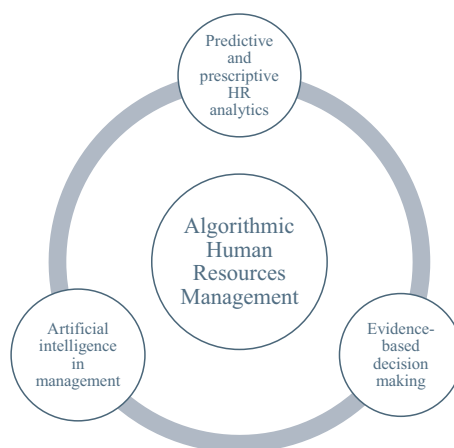 Predictive
and
prescriptive
HR
analytics
Algorithmic
Human
Resources
Management
Artificial
intelligence
in
management
Evidence-
based
decision
making